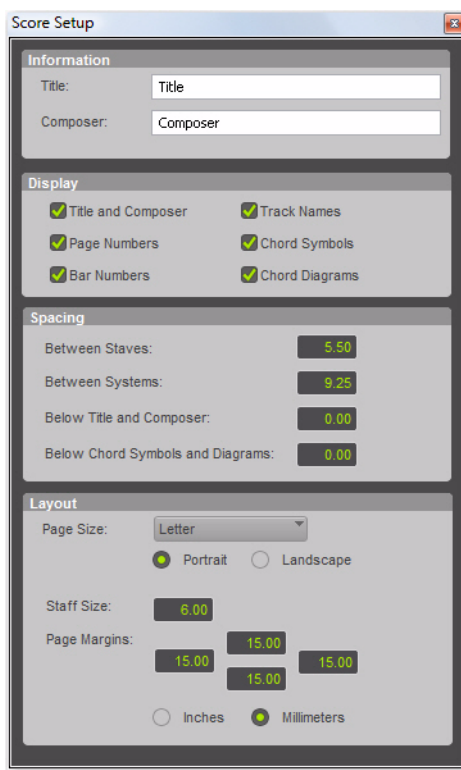 Score Setup
Information
Title: Title
Composer: Composer
Display
Title and Composer Track Names
Page Numbers Chord Symbols
Bar Numbers Chord Diagrams
Spacing
Between Staves: 5.50
Between Systems: 9.25
Below Title and Composer: 0.00
Below Chord Symbols and Diagrams: 0.00
Layout
Page Size: Letter
Portrait Landscape
Staff Size: 6.00
Page Margins: 15.00
15.00 15.00
15.00
Inches Millimeters